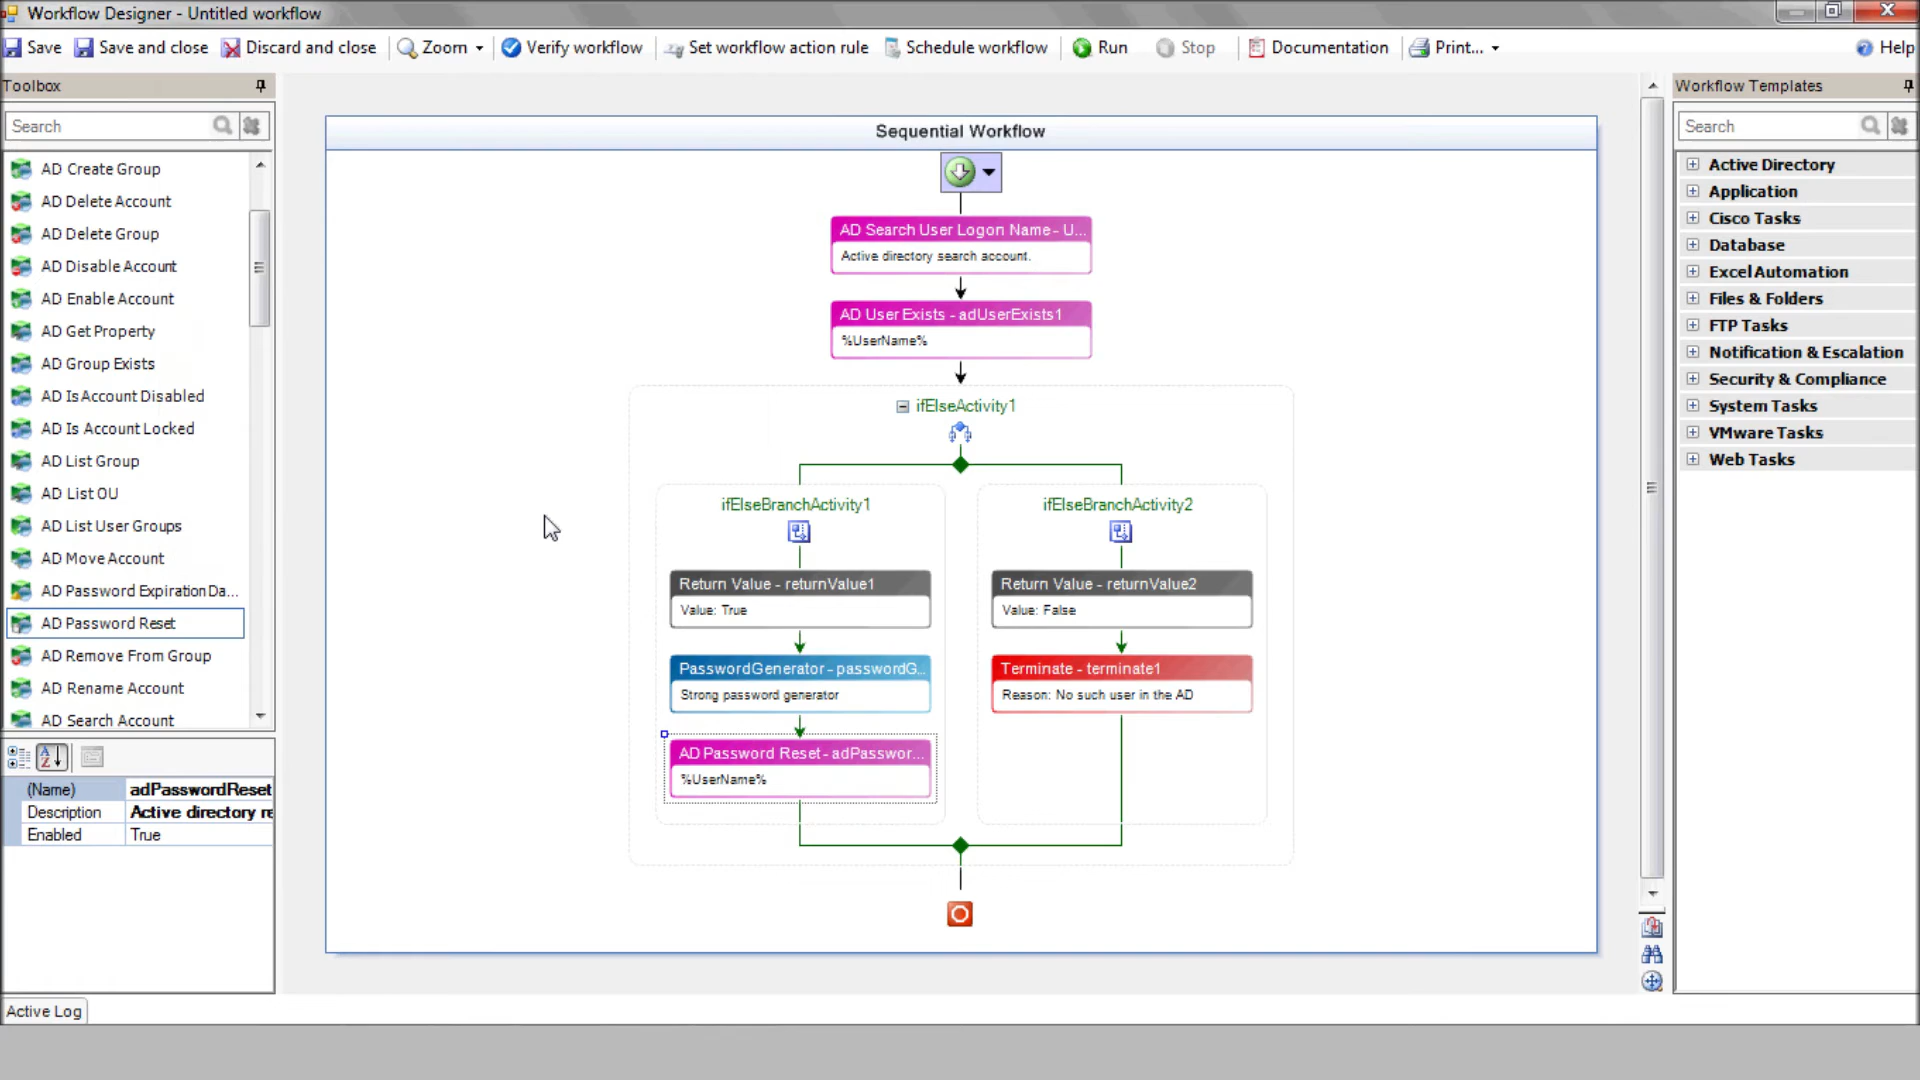 Workflow Designer - Untitled workflow
Save Save and close Discard and close Zoom Verify workflow Set workflow action rule Schedule workflow Run Stop Documentation Print... Help
Toolbox
Search
AD Create Group
AD Delete Account
AD Delete Group
AD Disable Account
AD Enable Account
AD Get Property
AD Group Exists
AD IsAccount Disabled
AD Is Account Locked
AD List Group
AD List OU
AD List User Groups
AD Move Account
AD Password ExpirationDa...
AD Password Reset
AD Remove From Group
AD Rename Account
AD Search Account
(Name) adPasswordReset
Description Active directory re
Enabled True
Active Log
Sequential Workflow
AD Search User Logon Name - U...
Active directory search account.
AD User Exists - adUserExists1
%UserName%
ifElseActivity1
ifElseBranchActivity1
Return Value - returnValue1
Value: True
PasswordGenerator - passwordG...
Strong password generator
AD Password Reset - adPasswor...
%UserName%
ifElseBranchActivity2
Return Value - returnValue2
Value: False
Terminate - terminate1
Reason: No such user in the AD
Workflow Templates
Search
Active Directory
Application
Cisco Tasks
Database
Excel Automation
Files & Folders
FTP Tasks
Notification & Escalation
Security & Compliance
System Tasks
VMware Tasks
Web Tasks